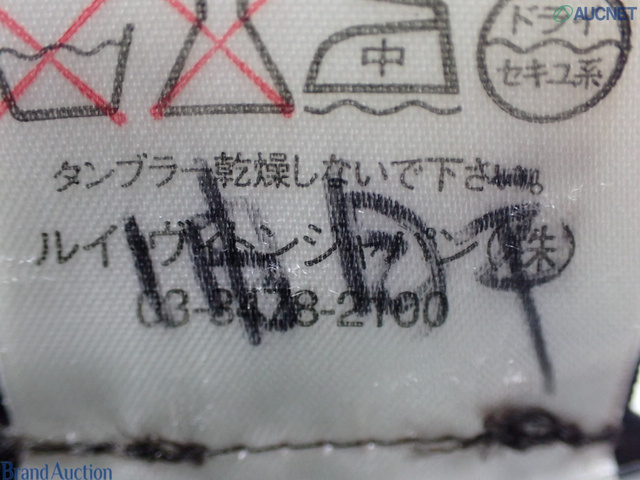 AUCNET
ドライ
中
セキユ系
タンブラー乾燥しないで下さい。
ルイ ヴィトンジャパン(株)
03-3478-2100
Brand Auction